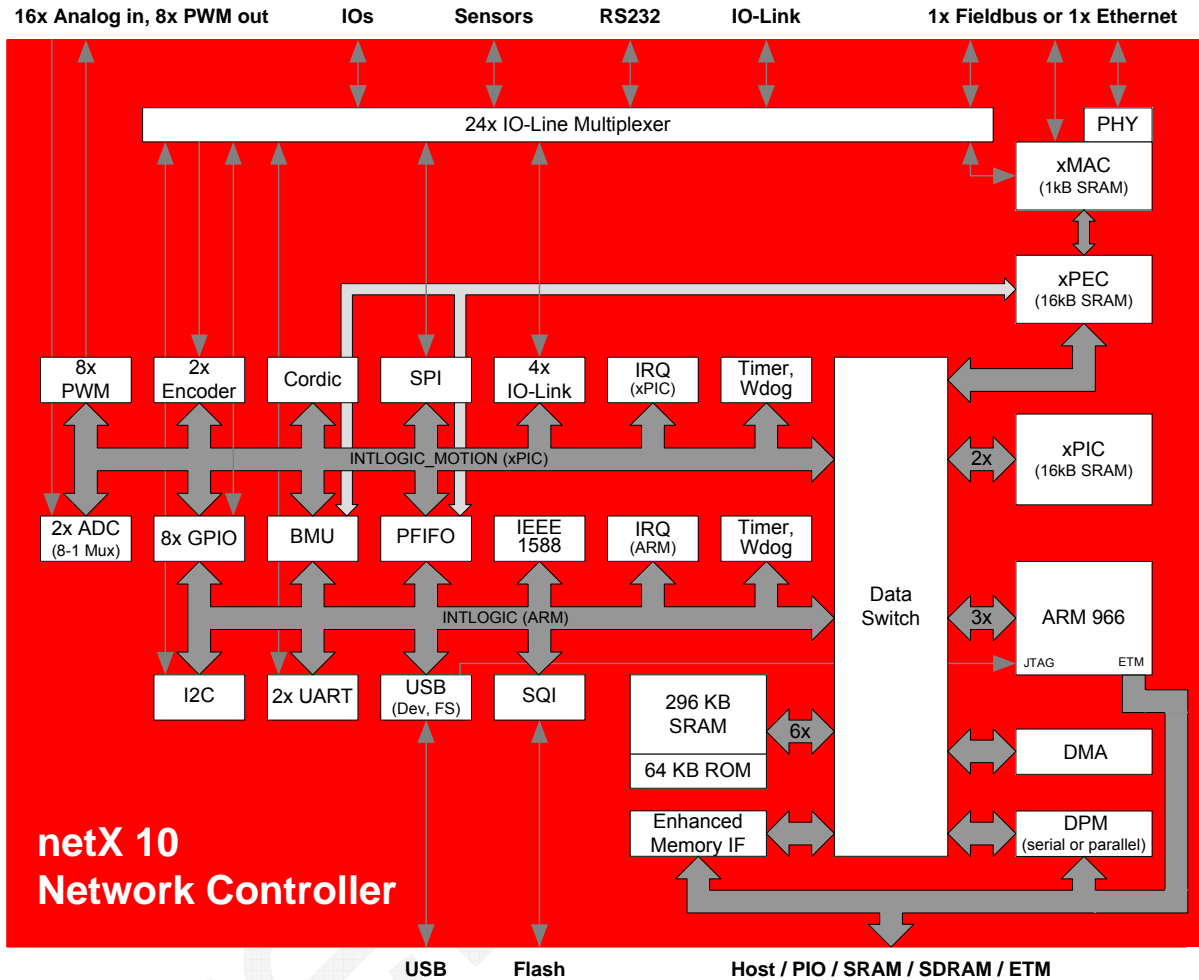 16x Analog in, 8x PWM out IOs Sensors RS232 IO-Link 1x Fieldbus or 1x Ethernet
24x IO-Line Multiplexer
PHY
xMAC
(1kB SRAM)
xPEC
(16kB SRAM)
8x
PWM
2x
Encoder
Cordic
SPI
4x
IO-Link
IRQ
(xPIC)
Timer,
Wdog
INTLOGIC_MOTION (xPIC)
2x
xPIC
(16kB SRAM)
2x ADC
(8-1 Mux)
8x GPIO
BMU
PFIFO
IEEE
1588
IRQ
(ARM)
Timer,
Wdog
Data
Switch
INTLOGIC (ARM)
3x
ARM 966
JTAG
ETM
I2C
2x UART
USB
(Dev, FS)
SQI
296 KB
SRAM
64 KB ROM
6x
DMA
Enhanced
Memory IF
DPM
(serial or parallel)
netX 10
Network Controller
USB Flash Host / PIO / SRAM / SDRAM / ETM